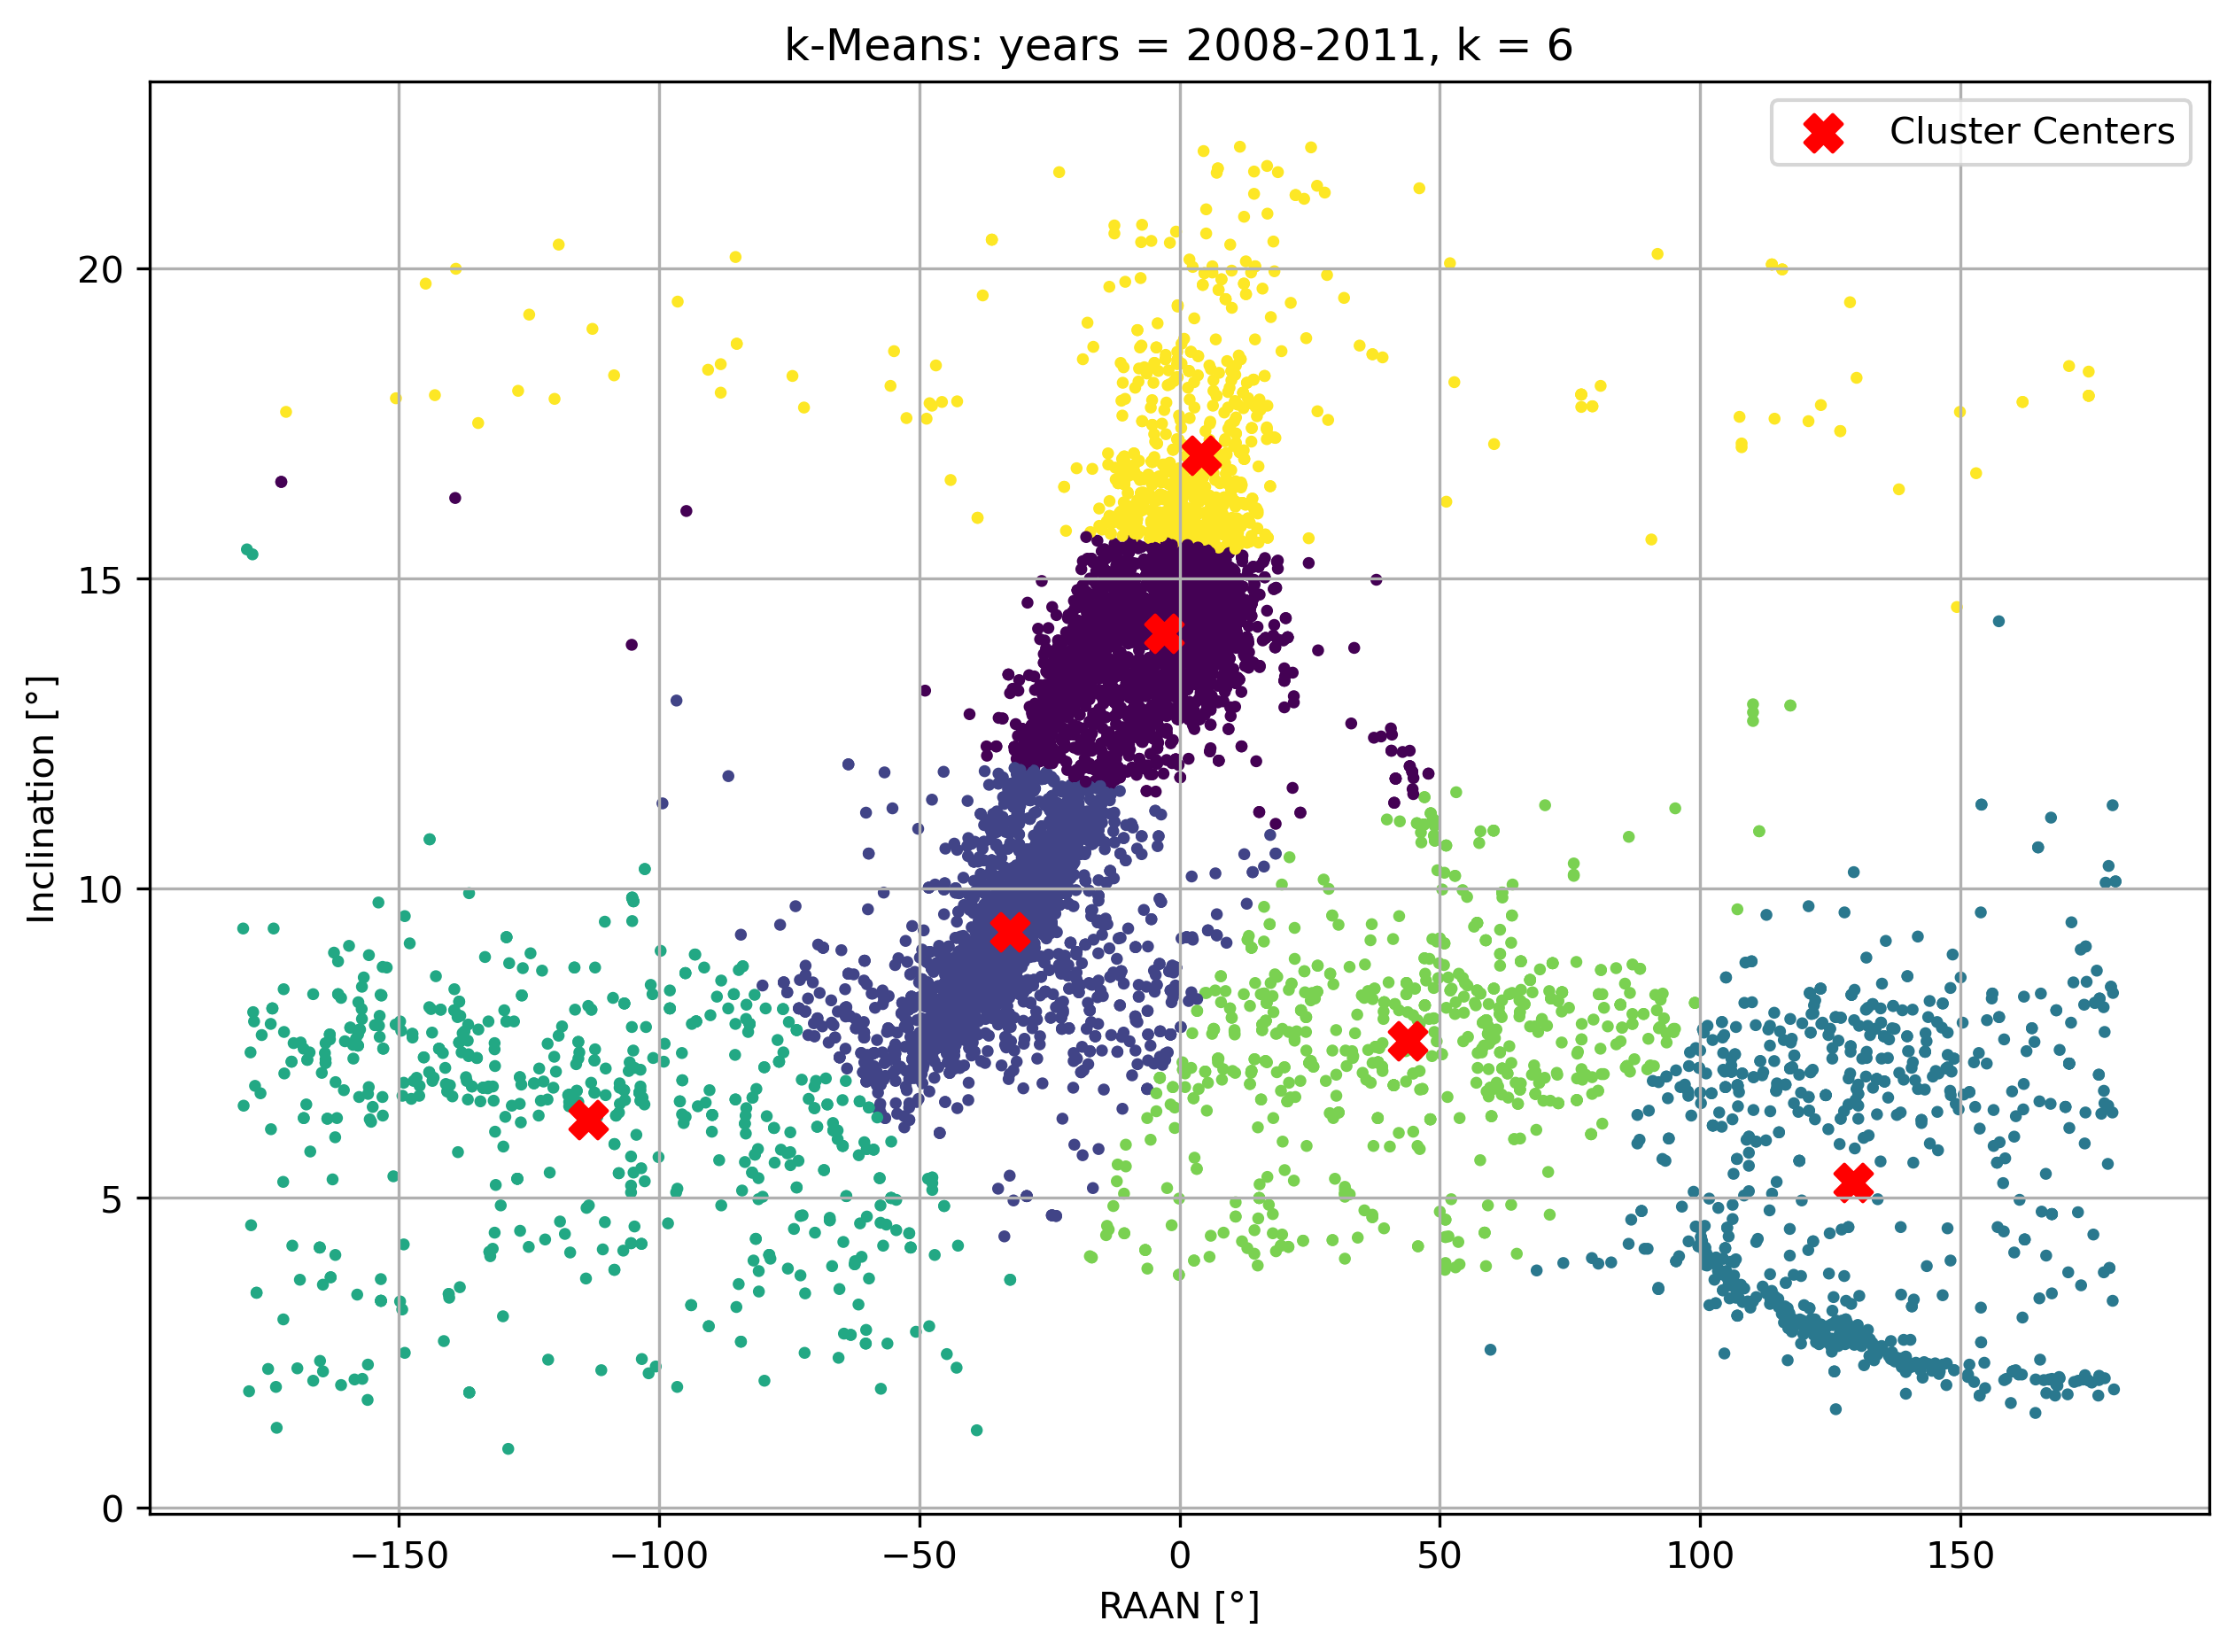 k-Means: years = 2008-2011, k = 6
Cluster Centers
Inclination [°]
20
15
10
5
0
−150 −100 −50 0 50 100 150
RAAN [°]